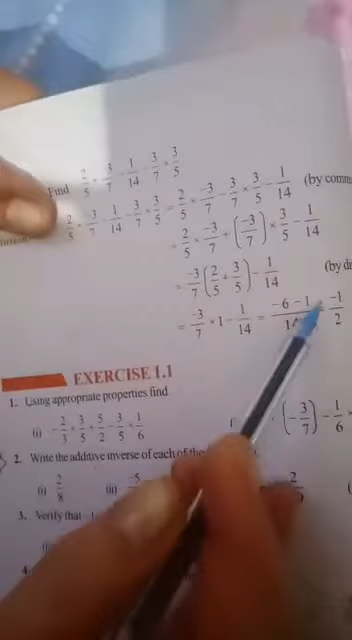 Find 2/5 × -3/7 - 1/14 - 3/7 × 3/5
2/5 × -3/7 - 1/14 - 3/7 × 3/5 = 2/5 × -3/7 - 3/7 × 3/5 - 1/14 (by
= 2/5 × -3/7 + (-3/7) × 3/5 - 1/14
= -3/7 (2/5 + 3/5) - 1/14 (by
= -3/7 × 1 - 1/14 = -6 - 1/14 = -1/2
EXERCISE 1.1
1. Using appropriate properties find
(i) -2/3 × 3/5 + 5/2 - 3/5 × 1/6
(-3/7) - 1/6
2. Write the additive inverse of each of the
(i) 2/8 (ii) -5
3. Verify that
4.